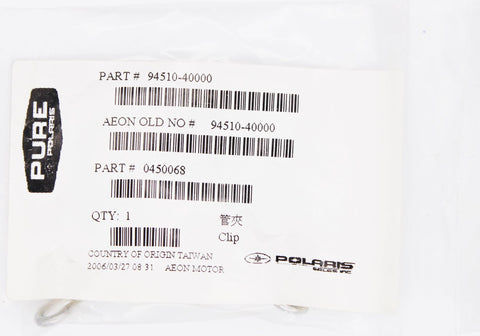 PURE
POLARIS
PART # 94510-40000
AEON OLD NO # 94510-40000
PART # 0450068
QTY: 1 管夾
Clip
COUNTRY OF ORIGIN TAIWAN
2006/03/27 08 31 AEON MOTOR
POLARIS
SALES INC.